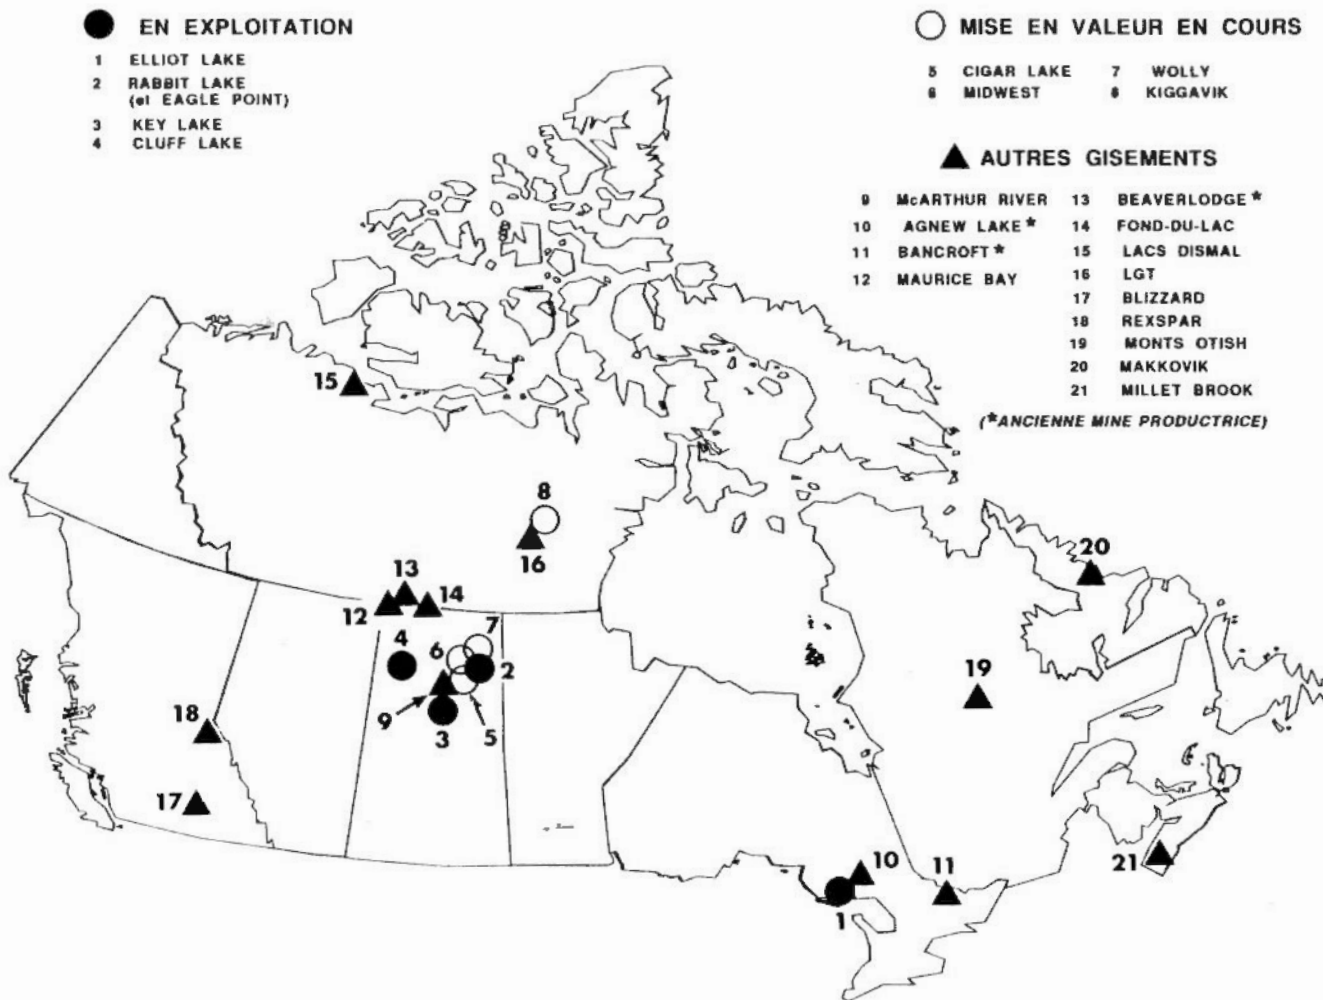 EN EXPLOITATION
1 ELLIOT LAKE
2 RABBIT LAKE
(et EAGLE POINT)
3 KEY LAKE
4 CLUFF LAKE
MISE EN VALEUR EN COURS
5 CIGAR LAKE 7 WOLLY
6 MIDWEST 8 KIGGAVIK
AUTRES GISEMENTS
9 McARTHUR RIVER 13 BEAVERLODGE*
10 AGNEW LAKE* 14 FOND-DU-LAC
11 BANCROFT* 15 LACS DISMAL
12 MAURICE BAY 16 LGT
17 BLIZZARD
18 REXSPAR
19 MONTS OTISH
20 MAKKOVIK
21 MILLET BROOK
(*ANCIENNE MINE PRODUCTRICE)
15
8
16
20
13
12
14
4
6
7
2
9
3
5
19
18
17
10
11
1
21